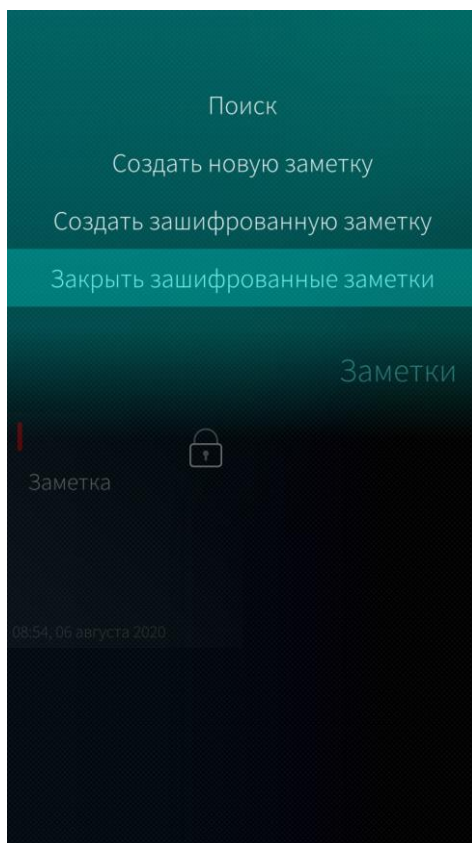 Поиск
Создать новую заметку
Создать зашифрованную заметку
Закрыть зашифрованные заметки
Заметки
Заметка
08:54, 06 августа 2020